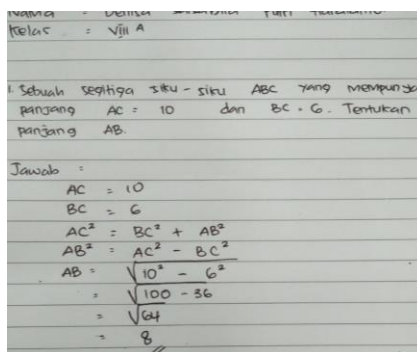 Kelas : VIII A
1. Sebuah segitiga siku - siku ABC yang mempunya
panjang AC = 10 dan BC = 6. Tentukan
panjang AB.
Jawab :
AC = 10
BC = 6
AC² = BC² + AB²
AB² = AC² - BC²
AB = √10² - 6²
= √100 - 36
= √64
= 8